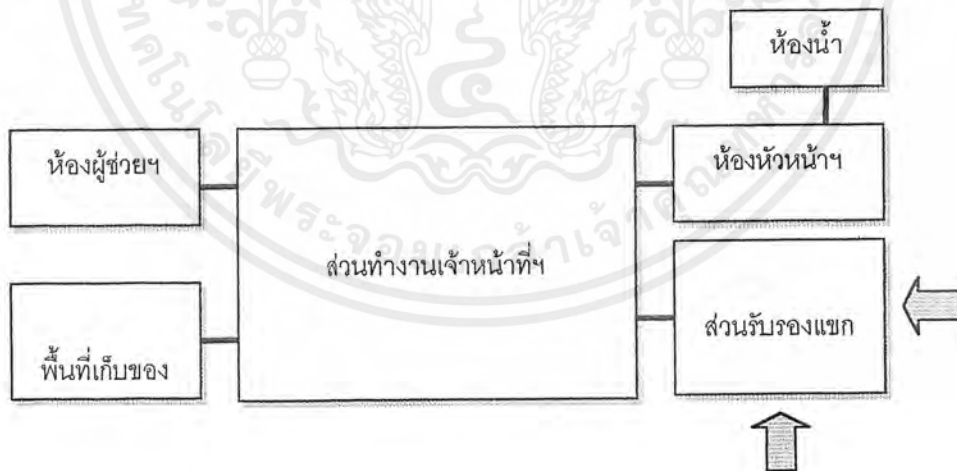 ห้องน้ำ
ห้องผู้ช่วยฯ
ห้องหัวหน้าฯ
ส่วนทำงานเจ้าหน้าที่ฯ
ส่วนรับรองแขก
พื้นที่เก็บของ